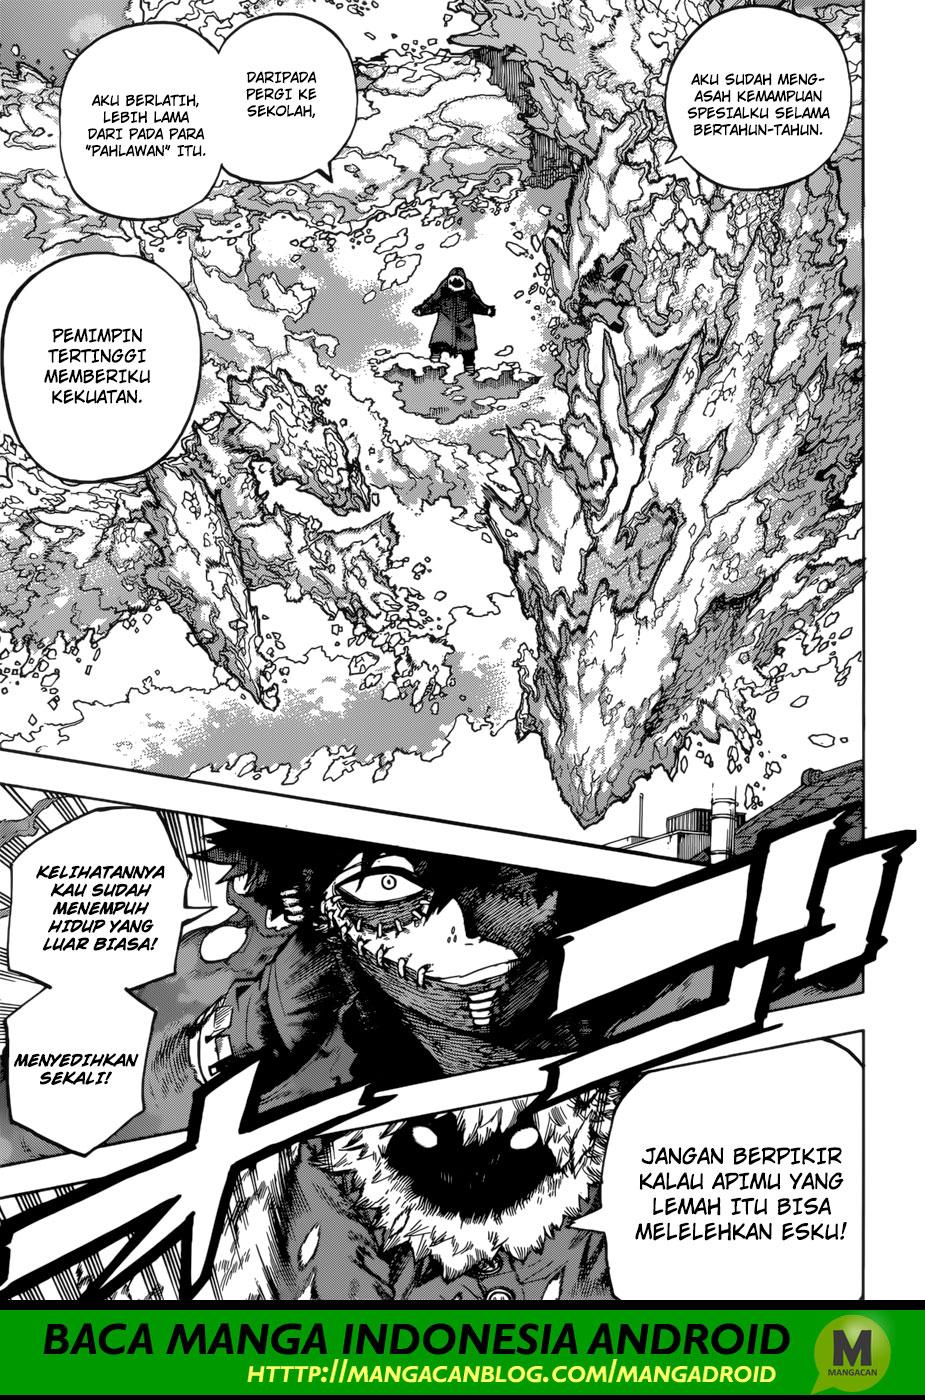 AKU SUDAH MENG-
ASAH KEMAMPUAN
SPESIALKU SELAMA
BERTAHUN-TAHUN.
DARIPADA
PERGI KE
SEKOLAH,
AKU BERLATIH,
LEBIH LAMA
DARI PADA PARA
"PAHLAWAN" ITU.
PEMIMPIN
TERTINGGI
MEMBERIKU
KEKUATAN.
KELIHATANNYA
KAU SUDAH
MENEMPUH
HIDUP YANG
LUAR BIASA!
MENYEDIHKAN
SEKALI!
JANGAN BERPIKIR
KALAU APIMU YANG
LEMAH ITU BISA
MELELEHKAN ESKU!
BACA MANGA INDONESIA ANDROID
HTTTP://MANGACANBLOG.COM/MANGADROID
M
MANGACAN